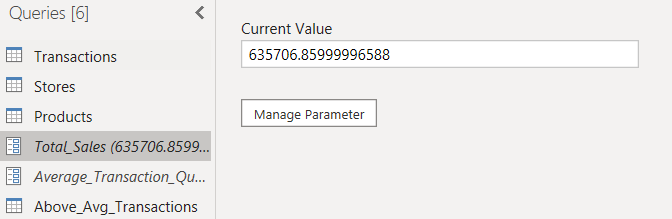 Queries [6]
Transactions
Stores
Products
Total_Sales (635706.8599...
Average_Transaction_Qu...
Above_Avg_Transactions
Current Value
635706.85999996588
Manage Parameter